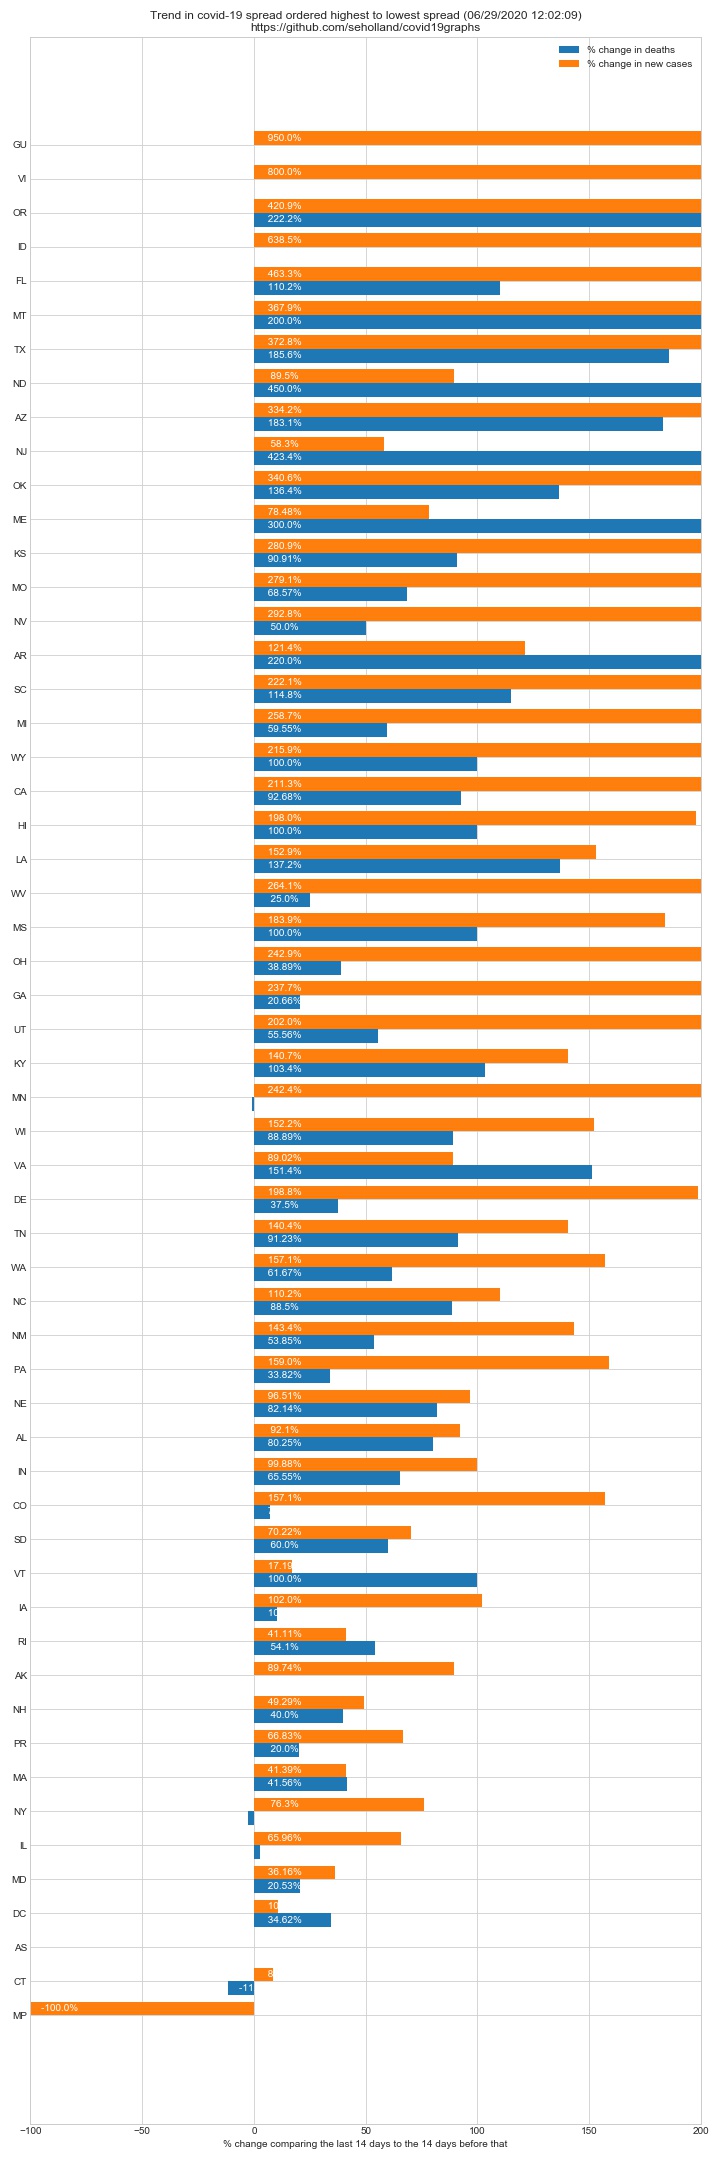 Trend in covid-19 spread ordered highest to lowest spread (06/29/2020 12:02:09)
https://github.com/seholland/covid19graphs
% change in deaths
% change in new cases
GU 950.0%
VI 800.0%
OR 420.9%
222.2%
ID 638.5%
FL 463.3%
110.2%
MT 367.9%
200.0%
TX 372.8%
185.6%
ND 89.5%
450.0%
AZ 334.2%
183.1%
NJ 58.3%
423.4%
OK 340.6%
136.4%
ME 78.48%
300.0%
KS 280.9%
90.91%
MO 279.1%
68.57%
NV 292.8%
50.0%
AR 121.4%
220.0%
SC 222.1%
114.8%
MI 258.7%
59.55%
WY 215.9%
100.0%
CA 211.3%
92.68%
HI 198.0%
100.0%
LA 152.9%
137.2%
WV 264.1%
25.0%
MS 183.9%
100.0%
OH 242.9%
38.89%
GA 237.7%
20.66%
UT 202.0%
55.56%
KY 140.7%
103.4%
MN 242.4%
WI 152.2%
88.89%
VA 89.02%
151.4%
DE 198.8%
37.5%
TN 140.4%
91.23%
WA 157.1%
61.67%
NC 110.2%
88.5%
NM 143.4%
53.85%
PA 159.0%
33.82%
NE 96.51%
82.14%
AL 92.1%
80.25%
IN 99.88%
65.55%
CO 157.1%
SD 70.22%
60.0%
VT 17.19
100.0%
IA 102.0%
10
RI 41.11%
54.1%
AK 89.74%
NH 49.29%
40.0%
PR 66.83%
20.0%
MA 41.39%
41.56%
NY 76.3%
IL 65.96%
MD 36.16%
20.53%
DC 10
34.62%
AS
CT 8
-11
MP -100.0%
−100 −50 0 50 100 150 200
% change comparing the last 14 days to the 14 days before that